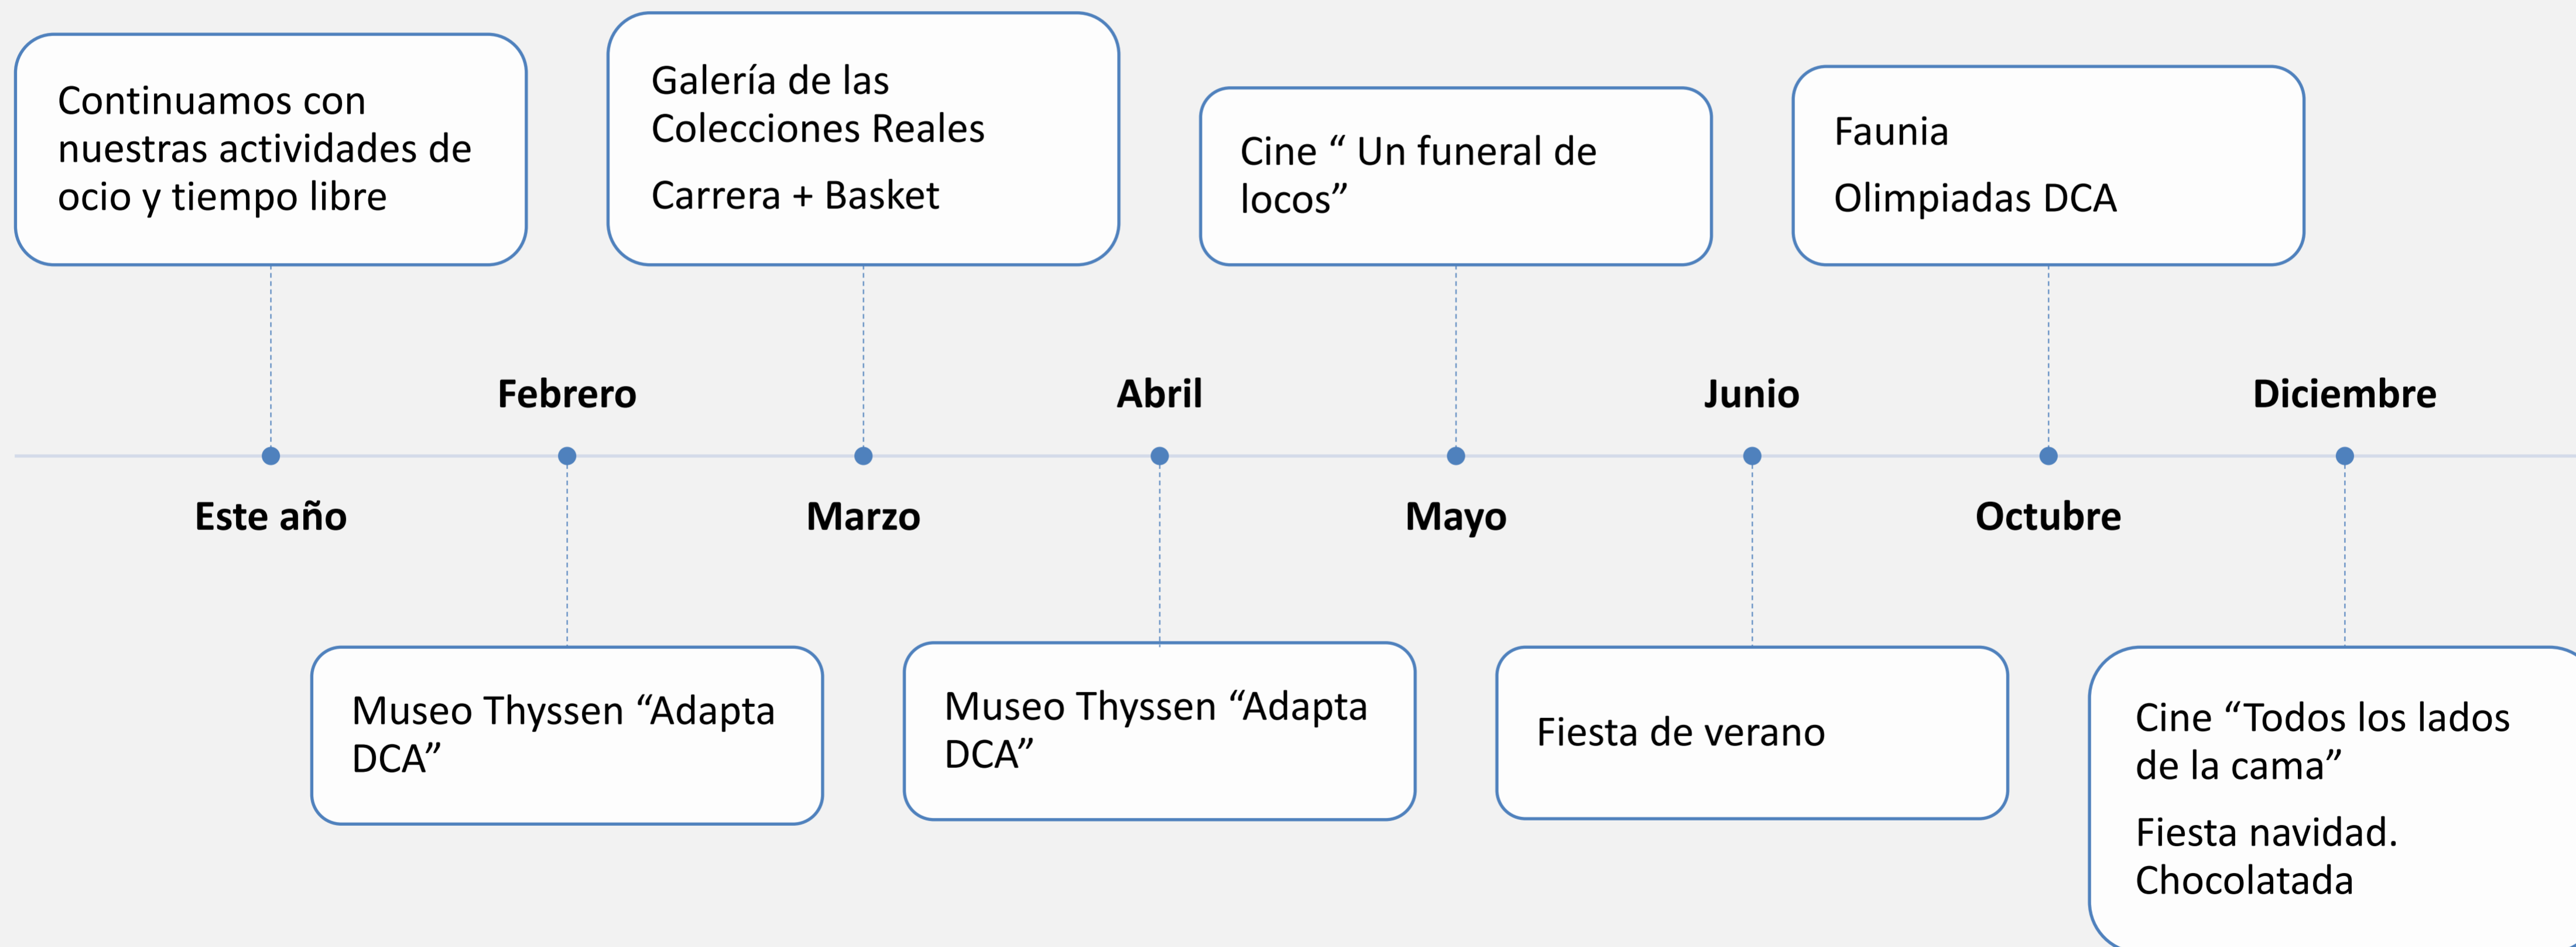 Continuamos con
nuestras actividades de
ocio y tiempo libre
Este año
Febrero
Museo Thyssen “Adapta
DCA”
Galería de las
Colecciones Reales
Carrera + Basket
Marzo
Abril
Museo Thyssen “Adapta
DCA”
Cine “ Un funeral de
locos”
Mayo
Junio
Fiesta de verano
Faunia
Olimpiadas DCA
Octubre
Diciembre
Cine “Todos los lados
de la cama”
Fiesta navidad.
Chocolatada